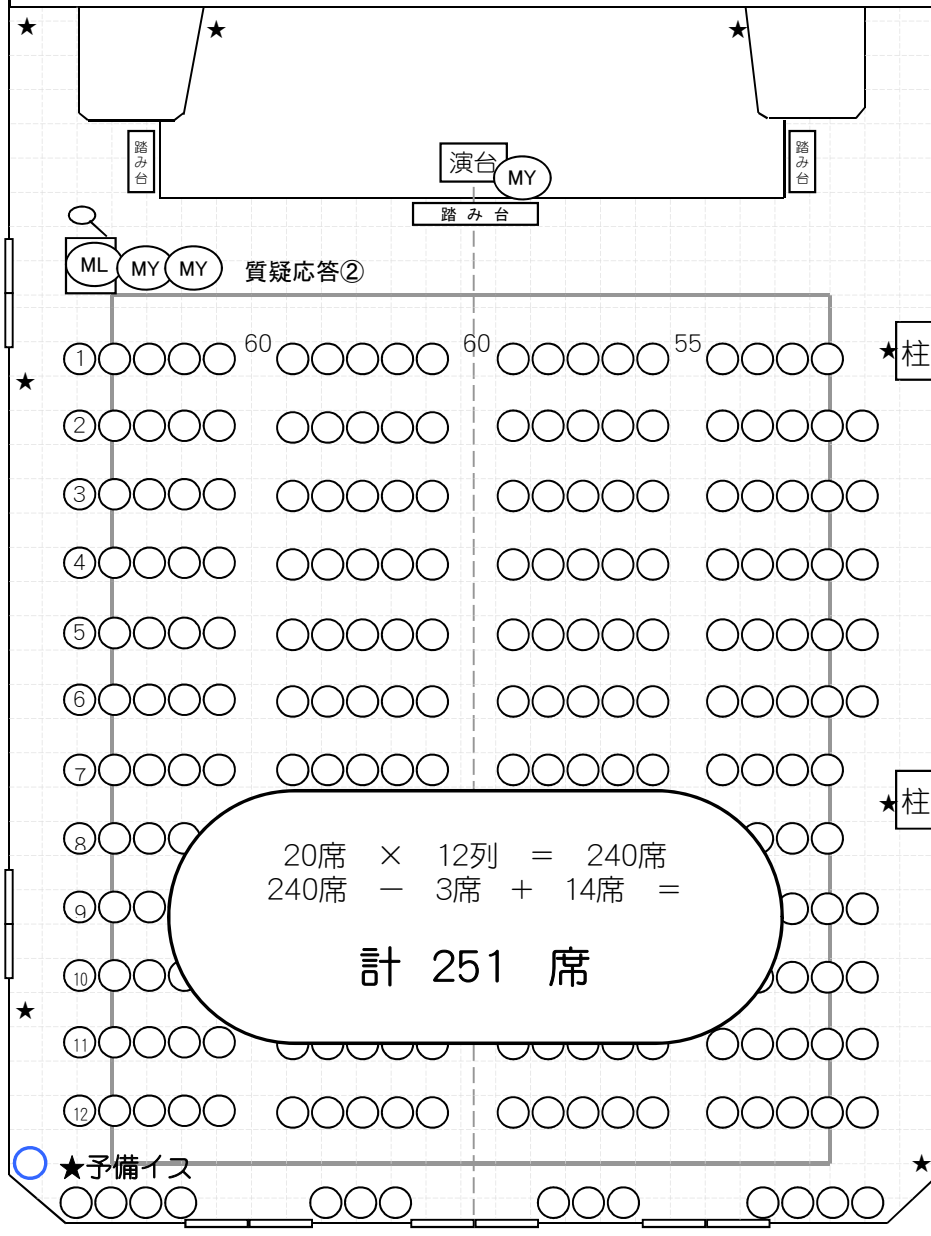 ★
★
★
踏み台
演台
MY
踏み台
踏み台
ML
MY
MY
質疑応答②
60
60
55
★柱
1
★
2
3
4
5
6
7
★柱
8
20席 × 12列 = 240席
240席 − 3席 + 14席 =
9
計 251 席
10
★
11
12
★予備イス
★